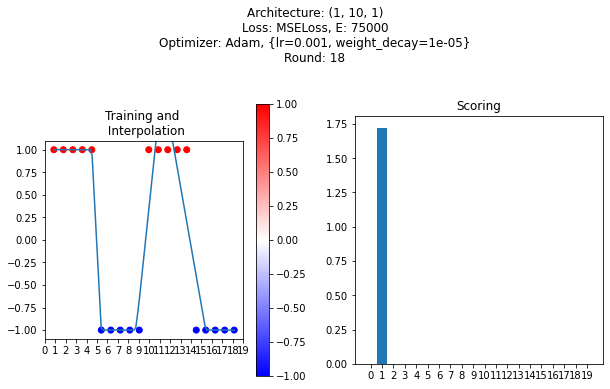 Architecture: (1, 10, 1)
Loss: MSELoss, E: 75000
Optimizer: Adam, {lr=0.001, weight_decay=1e-05}
Round: 18
Training and
Interpolation
1.00
0.75
0.50
0.25
0.00
−0.25
−0.50
−0.75
−1.00
0 1 2 3 4 5 6 7 8 9 10 11 12 13 14 15 16 17 18 19
1.00
0.75
0.50
0.25
0.00
−0.25
−0.50
−0.75
−1.00
Scoring
1.75
1.50
1.25
1.00
0.75
0.50
0.25
0.00
0 1 2 3 4 5 6 7 8 9 10 11 12 13 14 15 16 17 18 19